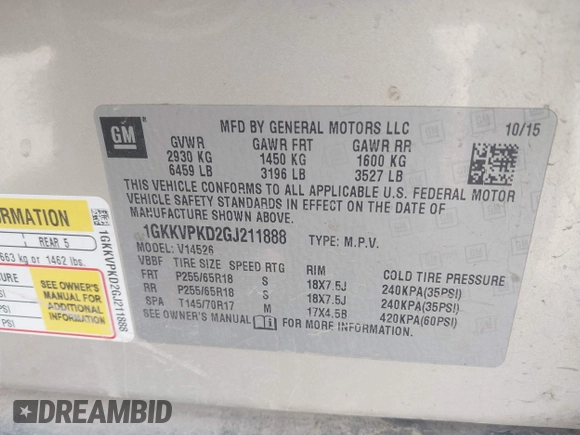 GM
MFD BY GENERAL MOTORS LLC 10/15
GVWR GAWR FRT GAWR RR
2930 KG 1450 KG 1600 KG
6459 LB 3196 LB 3527 LB
THIS VEHICLE CONFORMS TO ALL APPLICABLE U.S. FEDERAL MOTOR
VEHICLE SAFETY STANDARDS IN EFFECT ON THE DATE OF
MANUFACTURE SHOWN ABOVE.
1GKKVPKD2GJ211888 TYPE: M.P.V.
MODEL: V14526
VBBF TIRE SIZE SPEED RTG RIM COLD TIRE PRESSURE
FRT P255/65R18 S 18X7.5J 240KPA(35PSI)
RR P255/65R18 S 18X7.5J 240KPA(35PSI)
SPA T145/70R17 M 17X4.5B 420KPA(60PSI)
SEE OWNER'S MANUAL FOR MORE INFORMATION.
REAR 5
663 kg or 1462 lbs.
SEE OWNER'S
MANUAL FOR
ADDITIONAL
INFORMATION
PSI
1GKKVPKD2GJ211888
DREAMBID